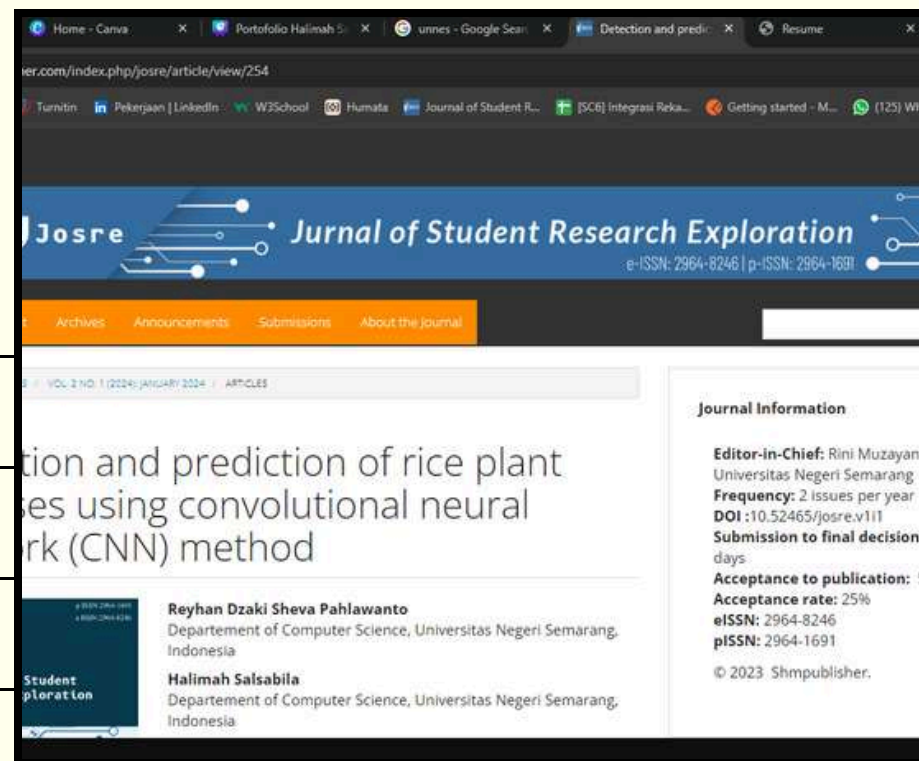 Home - Canva
Portofolio Halimah S
unnes - Google Sear
Detection and predic
Resume
er.com/index.php/josre/article/view/254
Turnitin
in Pekerjaan | LinkedIn
W3School
Humata
Journal of Student R...
[SC6] Integrasi Reka...
Getting started - M...
(125) W
Josre
Jurnal of Student Research Exploration
e-ISSN: 2964-8246 | p-ISSN: 2964-1691
Archives
Announcements
Submissions
About the Journal
VOL. 2 NO. 1 (2024): JANUARY 2024 / ARTICLES
tion and prediction of rice plant
ses using convolutional neural
rk (CNN) method
p-ISSN 2964-1691
e-ISSN 2964-8246
Student
ploration
Reyhan Dzaki Sheva Pahlawanto
Departement of Computer Science, Universitas Negeri Semarang,
Indonesia
Halimah Salsabila
Departement of Computer Science, Universitas Negeri Semarang,
Indonesia
Journal Information
Editor-in-Chief: Rini Muzayan
Universitas Negeri Semarang
Frequency: 2 issues per year
DOI :10.52465/josre.v1i1
Submission to final decision
days
Acceptance to publication:
Acceptance rate: 25%
eISSN: 2964-8246
pISSN: 2964-1691
© 2023 Shmpublisher.